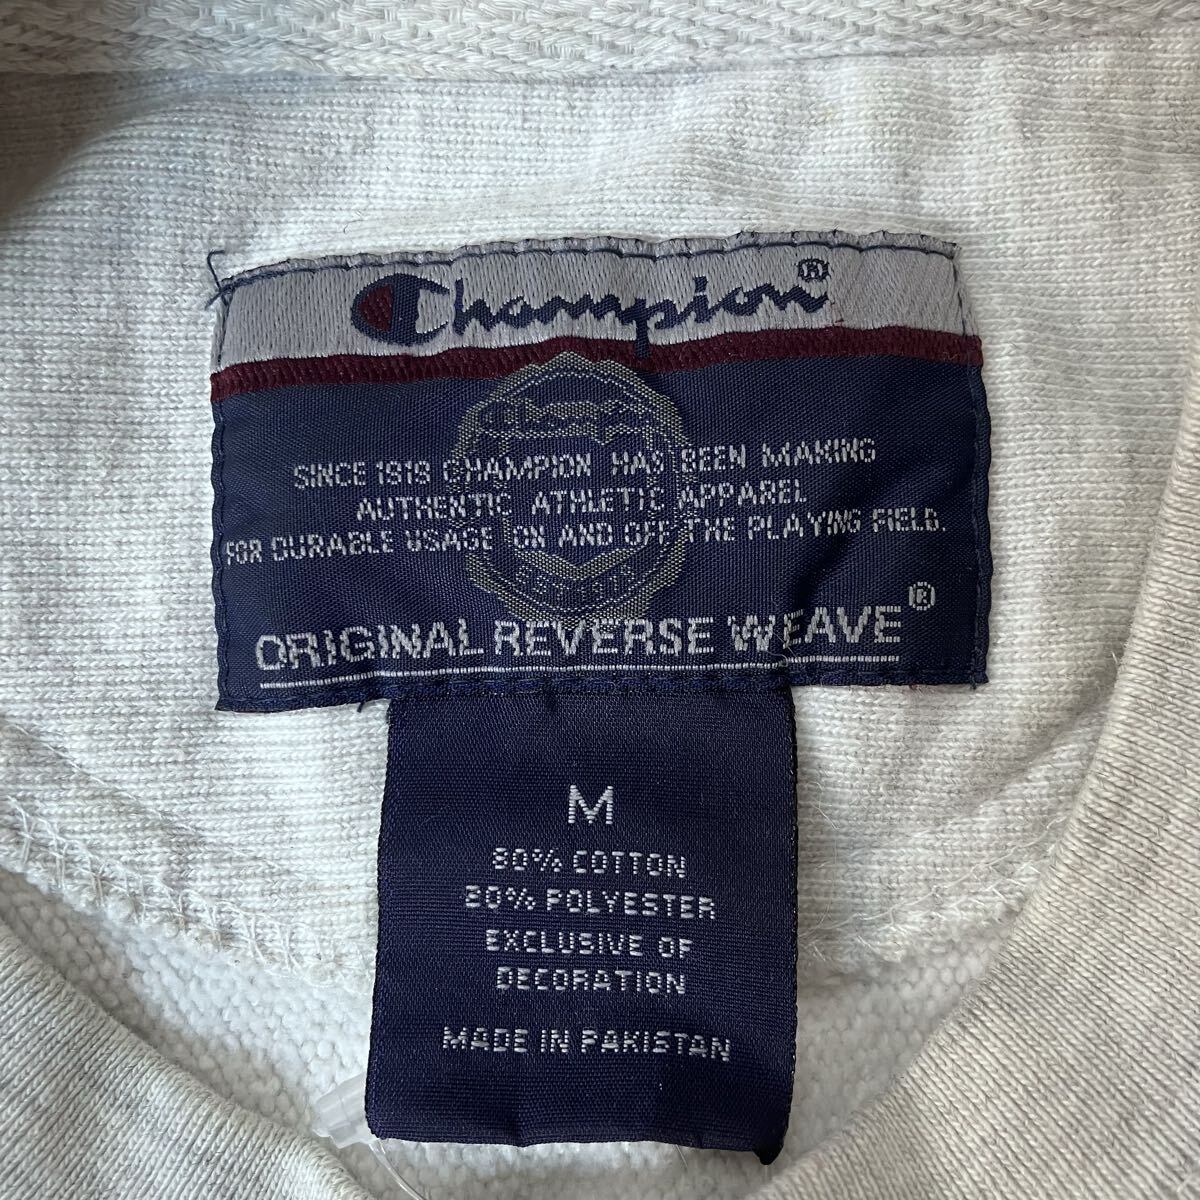 Champion®
SINCE 1919 CHAMPION HAS BEEN MAKING
AUTHENTIC ATHLETIC APPAREL
FOR DURABLE USAGE ON AND OFF THE PLAYING FIELD.
ORIGINAL REVERSE WEAVE®
M
80% COTTON
20% POLYESTER
EXCLUSIVE OF
DECORATION
MADE IN PAKISTAN